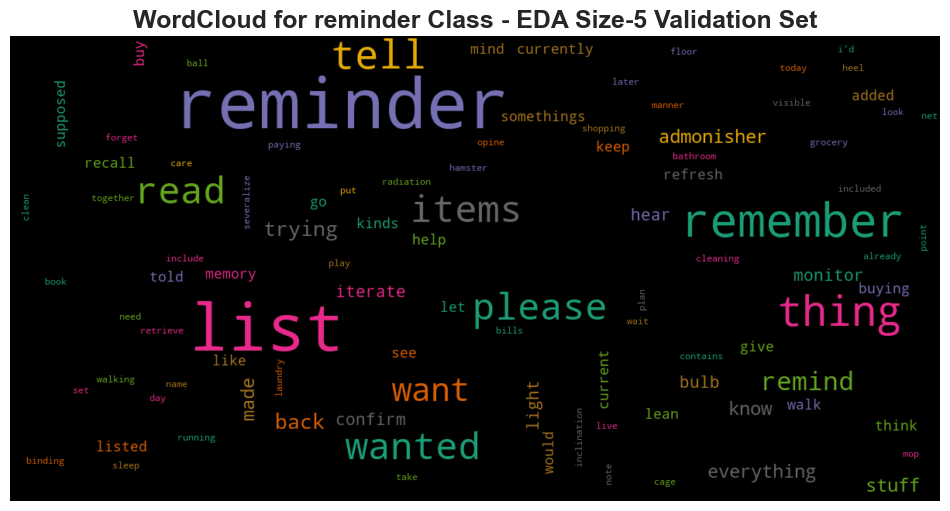 WordCloud for reminder Class - EDA Size-5 Validation Set
buy
tell
mind
currently
floor
i'd
ball
today
heel
later
supposed
reminder
somethings
manner
visible
added
look
net
forget
shopping
opine
keep
admonisher
grocery
paying
recall
care
hamster
bathroom
refresh
clean
together
read
severalize
radiation
put
included
go
items
kinds
trying
help
hear
remember
point
include
told
memory
play
cleaning
already
monitor
book
iterate
buying
let
please
plan
thing
need
retrieve
list
bills
wait
like
see
contains
give
walking
name
laundry
current
set
day
made
want
light
bulb
remind
back
confirm
lean
know
walk
live
think
listed
running
wanted
would
inclination
mop
binding
sleep
take
note
cage
everything
stuff